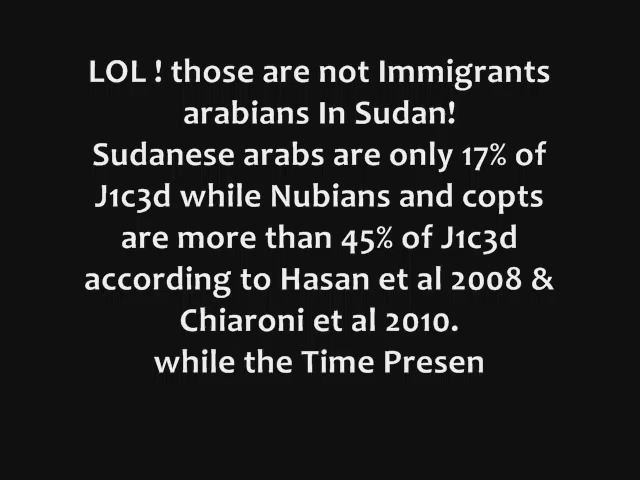 LOL ! those are not Immigrants
arabians In Sudan!
Sudanese arabs are only 17% of
J1c3d while Nubians and copts
are more than 45% of J1c3d
according to Hasan et al 2008 &
Chiaroni et al 2010.
while the Time Presen